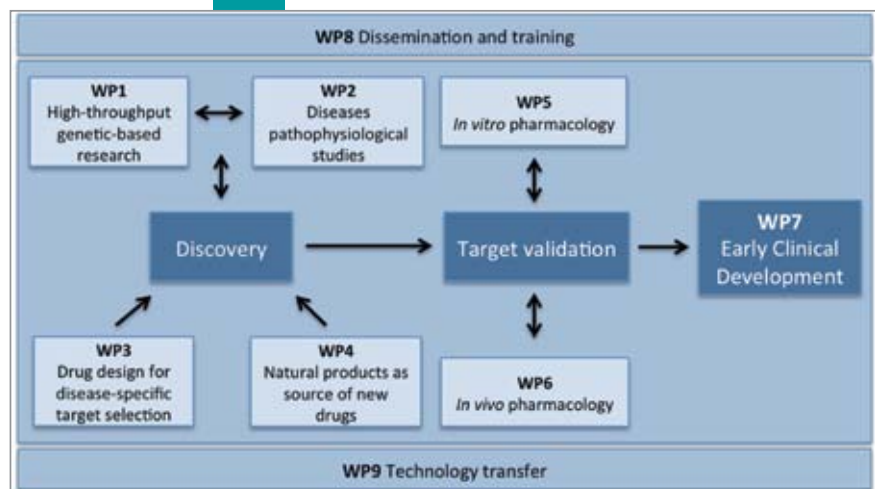 WP8 Dissemination and training
WP1
High-throughput
genetic-based
research
WP2
Diseases
pathophysiological
studies
WP5
In vitro pharmacology
Discovery
Target validation
WP7
Early Clinical
Development
WP3
Drug design for
disease-specific
target selection
WP4
Natural products as
source of new
drugs
WP6
In vivo pharmacology
WP9 Technology transfer